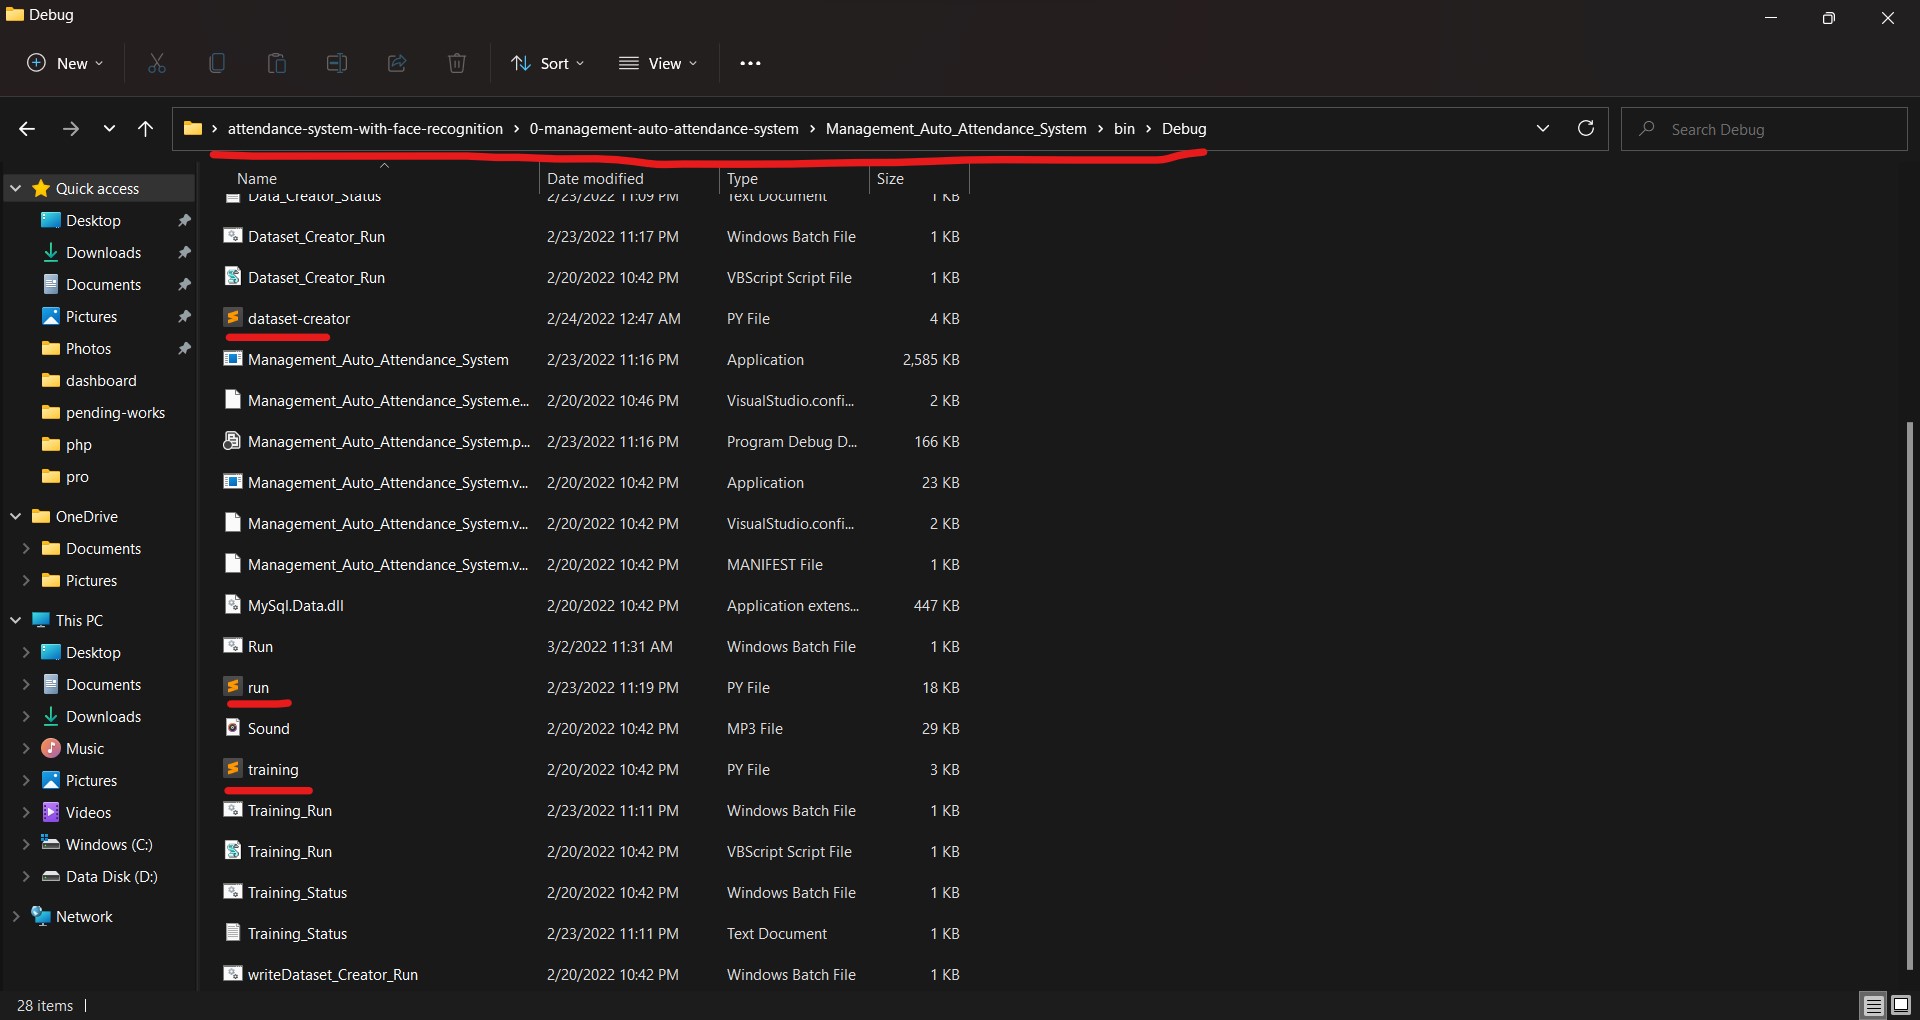 Debug
New
Sort
View
attendance-system-with-face-recognition › 0-management-auto-attendance-system › Management_Auto_Attendance_System › bin › Debug
Search Debug
Name Date modified Type Size
Quick access
Desktop
Downloads
Documents
Pictures
Photos
dashboard
pending-works
php
pro
OneDrive
Documents
Pictures
This PC
Desktop
Documents
Downloads
Music
Pictures
Videos
Windows (C:)
Data Disk (D:)
Network
Data_Creator_Status 2/23/2022 11:09 PM Text Document 1 KB
Dataset_Creator_Run 2/23/2022 11:17 PM Windows Batch File 1 KB
Dataset_Creator_Run 2/20/2022 10:42 PM VBScript Script File 1 KB
dataset-creator 2/24/2022 12:47 AM PY File 4 KB
Management_Auto_Attendance_System 2/23/2022 11:16 PM Application 2,585 KB
Management_Auto_Attendance_System.e... 2/20/2022 10:46 PM VisualStudio.confi... 2 KB
Management_Auto_Attendance_System.p... 2/23/2022 11:16 PM Program Debug D... 166 KB
Management_Auto_Attendance_System.v... 2/20/2022 10:42 PM Application 23 KB
Management_Auto_Attendance_System.v... 2/20/2022 10:42 PM VisualStudio.confi... 2 KB
Management_Auto_Attendance_System.v... 2/20/2022 10:42 PM MANIFEST File 1 KB
MySql.Data.dll 2/20/2022 10:42 PM Application extens... 447 KB
Run 3/2/2022 11:31 AM Windows Batch File 1 KB
run 2/23/2022 11:19 PM PY File 18 KB
Sound 2/20/2022 10:42 PM MP3 File 29 KB
training 2/20/2022 10:42 PM PY File 3 KB
Training_Run 2/23/2022 11:11 PM Windows Batch File 1 KB
Training_Run 2/20/2022 10:42 PM VBScript Script File 1 KB
Training_Status 2/20/2022 10:42 PM Windows Batch File 1 KB
Training_Status 2/23/2022 11:11 PM Text Document 1 KB
writeDataset_Creator_Run 2/20/2022 10:42 PM Windows Batch File 1 KB
28 items